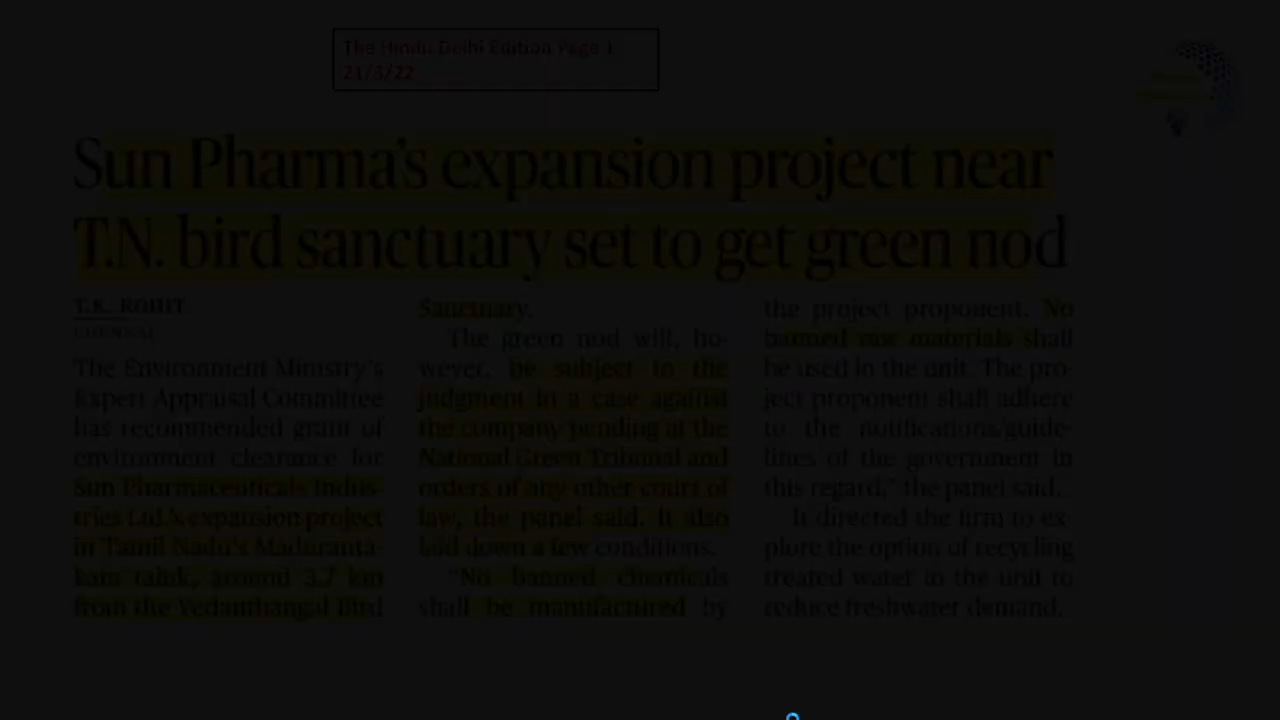 The Hindu Delhi Edition Page 1
21/3/22
Sun Pharma's expansion project near
T.N. bird sanctuary set to get green nod
T.K. ROHIT
CHENNAI
The Environment Ministry's
Expert Appraisal Committee
has recommended grant of
environment clearance for
Sun Pharmaceuticals Indus-
tries Ltd.'s expansion project
in Tamil Nadu's Maduranta-
kam taluk, around 3.7 km
from the Vedanthangal Bird
Sanctuary.
The green nod will, ho-
wever, be subject to the
judgment in a case against
the company pending at the
National Green Tribunal and
orders of any other court of
law, the panel said. It also
laid down a few conditions.
"No banned chemicals
shall be manufactured by
the project proponent. No
banned raw materials shall
be used in the unit. The pro-
ject proponent shall adhere
to the notifications/guide-
lines of the government in
this regard," the panel said.
It directed the firm to ex-
plore the option of recycling
treated water in the unit to
reduce freshwater demand.